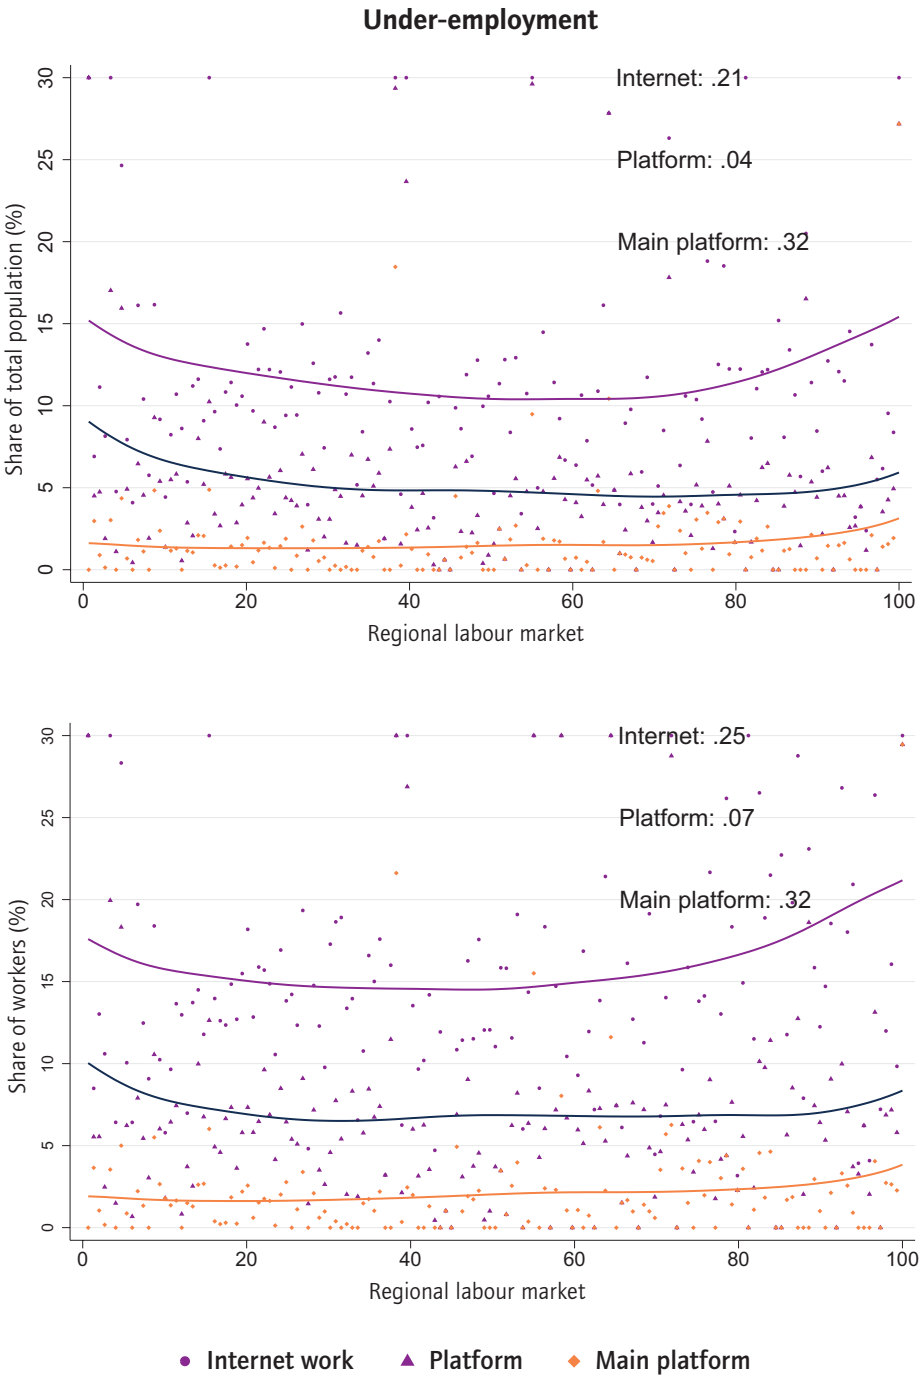 Under-employment
30
25
20
15
10
5
0
Share of total population (%)
Internet: .21
Platform: .04
Main platform: .32
0 20 40 60 80 100
Regional labour market
30
25
20
15
10
5
0
Share of workers (%)
Internet: .25
Platform: .07
Main platform: .32
0 20 40 60 80 100
Regional labour market
Internet work Platform Main platform